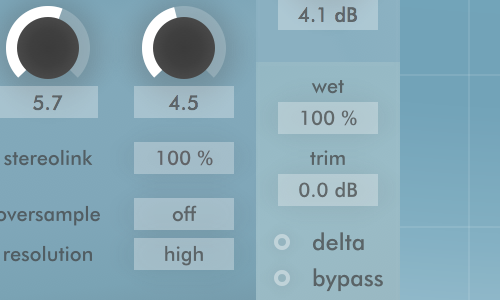 4.1 dB
5.7
4.5
wet
100 %
stereolink
100 %
trim
0.0 dB
oversample
off
resolution
high
delta
bypass